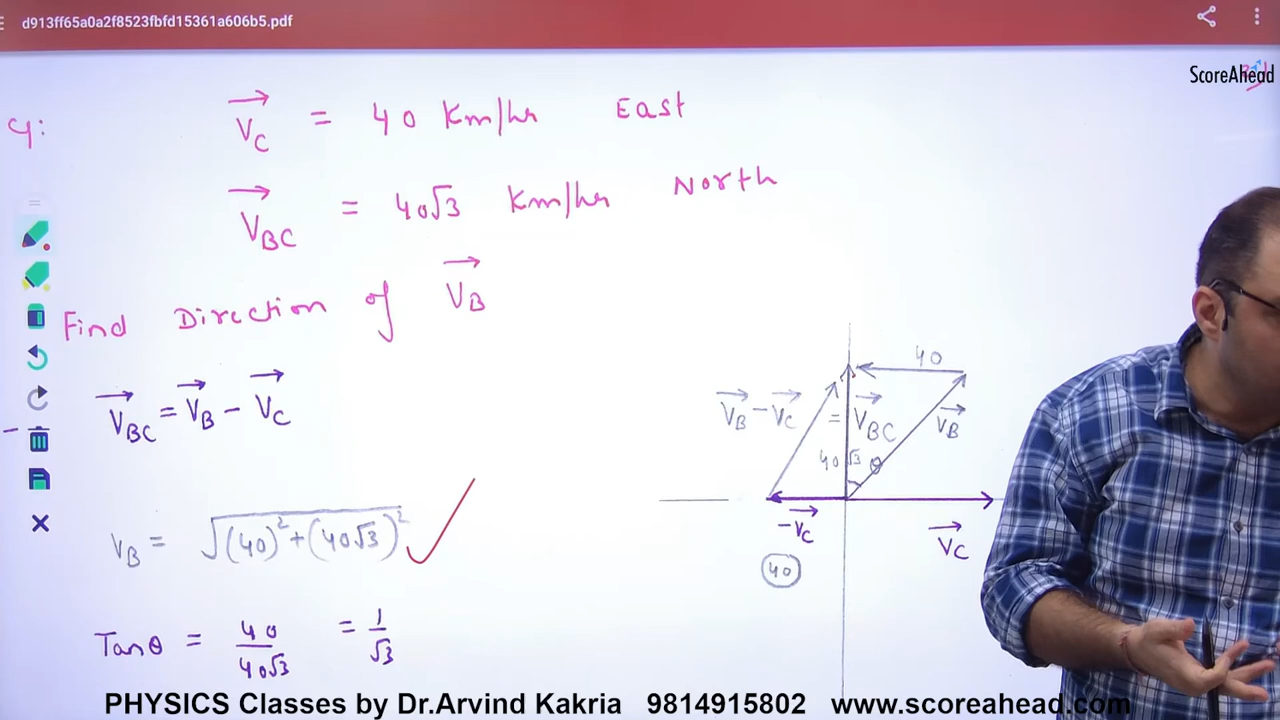 d913ff65a0a2f8523fbfd15361a606b5.pdf
ScoreAhead
4:
V⃗C = 40 Km/hr East
V⃗BC = 40√3 Km/hr North
Find Direction of V⃗B
V⃗BC = V⃗B - V⃗C
VB = √(40)² + (40√3)²
Tanθ = 40/40√3 = 1/√3
40
V⃗B - V⃗C = V⃗BC
V⃗B
40√3 θ
-V⃗C
V⃗C
40
PHYSICS Classes by Dr.Arvind Kakria 9814915802 www.scoreahead.com